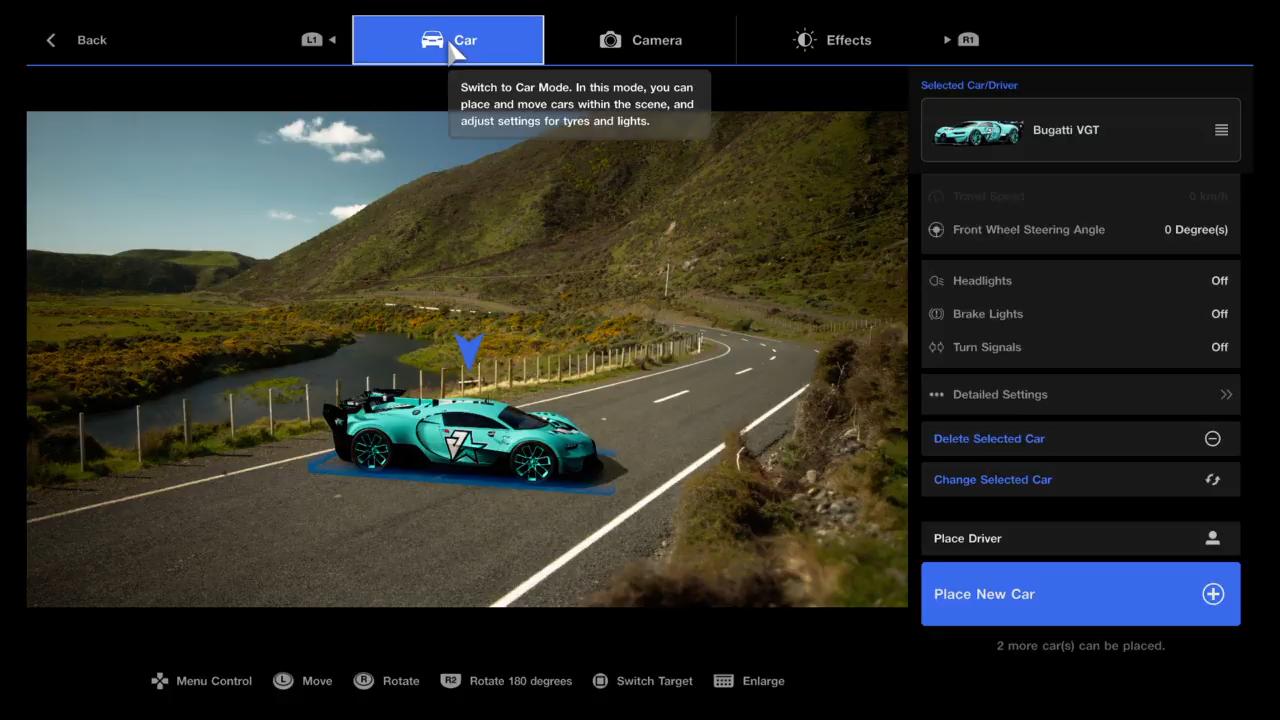 Back
L1
Car
Camera
Effects
R1
Switch to Car Mode. In this mode, you can
place and move cars within the scene, and
adjust settings for tyres and lights.
Selected Car/Driver
Bugatti VGT
Travel Speed 0 km/h
Front Wheel Steering Angle 0 Degree(s)
Headlights Off
Brake Lights Off
Turn Signals Off
Detailed Settings
Delete Selected Car
Change Selected Car
Place Driver
Place New Car
2 more car(s) can be placed.
Menu Control
L Move
R Rotate
R2 Rotate 180 degrees
Switch Target
Enlarge